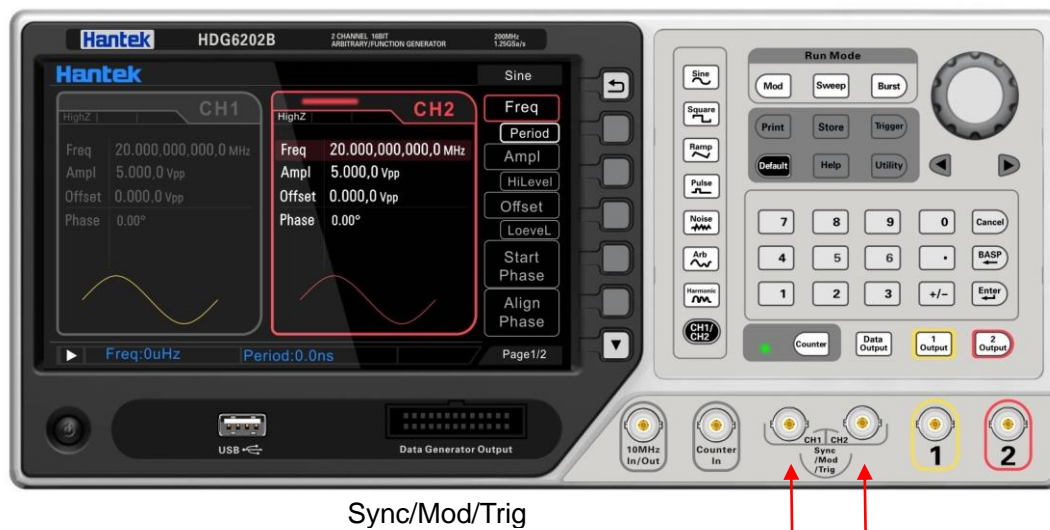 Hantek HDG6202B 2 CHANNEL 16BIT ARBITRARY/FUNCTION GENERATOR 200MHz 1.25GSa/s
Hantek
Sine
CH1
HighZ
Freq 20.000,000,000,0 MHz
Ampl 5.000,0 Vpp
Offset 0.000,0 Vpp
Phase 0.00°
CH2
HighZ
Freq 20.000,000,000,0 MHz
Ampl 5.000,0 Vpp
Offset 0.000,0 Vpp
Phase 0.00°
Freq
Period
Ampl
HiLevel
Offset
LoeveL
Start
Phase
Align
Phase
Freq:0uHz Period:0.0ns Page1/2
Sine
Square
Ramp
Pulse
Noise
Arb
Harmonic
CH1/
CH2
Run Mode
Mod Sweep Burst
Print Store Trigger
Default Help Utility
7 8 9 0 Cancel
4 5 6 . BASP
1 2 3 +/- Enter
Counter
Data
Output
1
Output
2
Output
USB
Data Generator Output
10MHz
In/Out
Counter
In
CH1 CH2
Sync
/Mod
/Trig
1
2
Sync/Mod/Trig